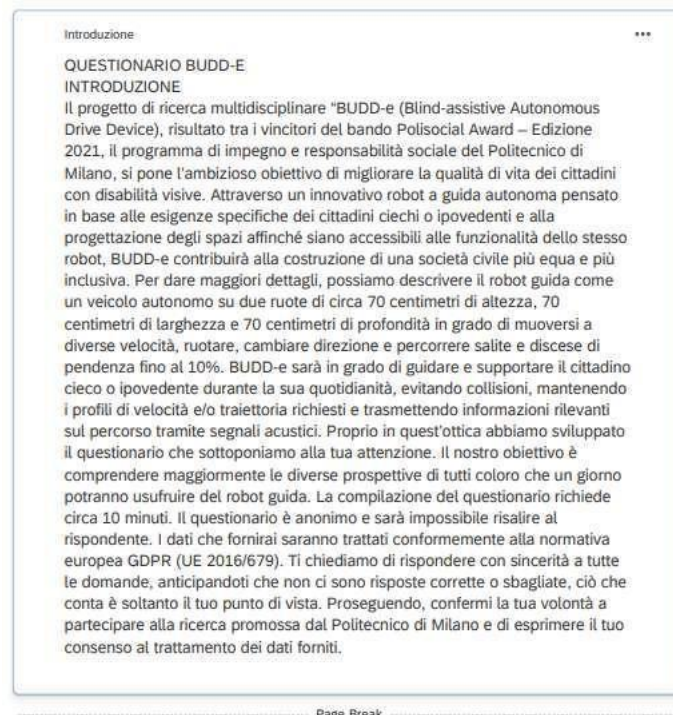 Introduzione
•••
QUESTIONARIO BUDD-E
INTRODUZIONE
Il progetto di ricerca multidisciplinare “BUDD-e (Blind-assistive Autonomous
Drive Device), risultato tra i vincitori del bando Polisocial Award – Edizione
2021, il programma di impegno e responsabilità sociale del Politecnico di
Milano, si pone l'ambizioso obiettivo di migliorare la qualità di vita dei cittadini
con disabilità visive. Attraverso un innovativo robot a guida autonoma pensato
in base alle esigenze specifiche dei cittadini ciechi o ipovedenti e alla
progettazione degli spazi affinché siano accessibili alle funzionalità dello stesso
robot, BUDD-e contribuirà alla costruzione di una società civile più equa e più
inclusiva. Per dare maggiori dettagli, possiamo descrivere il robot guida come
un veicolo autonomo su due ruote di circa 70 centimetri di altezza, 70
centimetri di larghezza e 70 centimetri di profondità in grado di muoversi a
diverse velocità, ruotare, cambiare direzione e percorrere salite e discese di
pendenza fino al 10%. BUDD-e sarà in grado di guidare e supportare il cittadino
cieco o ipovedente durante la sua quotidianità, evitando collisioni, mantenendo
i profili di velocità e/o traiettoria richiesti e trasmettendo informazioni rilevanti
sul percorso tramite segnali acustici. Proprio in quest'ottica abbiamo sviluppato
il questionario che sottoponiamo alla tua attenzione. Il nostro obiettivo è
comprendere maggiormente le diverse prospettive di tutti coloro che un giorno
potranno usufruire del robot guida. La compilazione del questionario richiede
circa 10 minuti. Il questionario è anonimo e sarà impossibile risalire al
rispondente. I dati che fornirai saranno trattati conformemente alla normativa
europea GDPR (UE 2016/679). Ti chiediamo di rispondere con sincerità a tutte
le domande, anticipandoti che non ci sono risposte corrette o sbagliate, ciò che
conta è soltanto il tuo punto di vista. Proseguendo, confermi la tua volontà a
partecipare alla ricerca promossa dal Politecnico di Milano e di esprimere il tuo
consenso al trattamento dei dati forniti.
Page Break